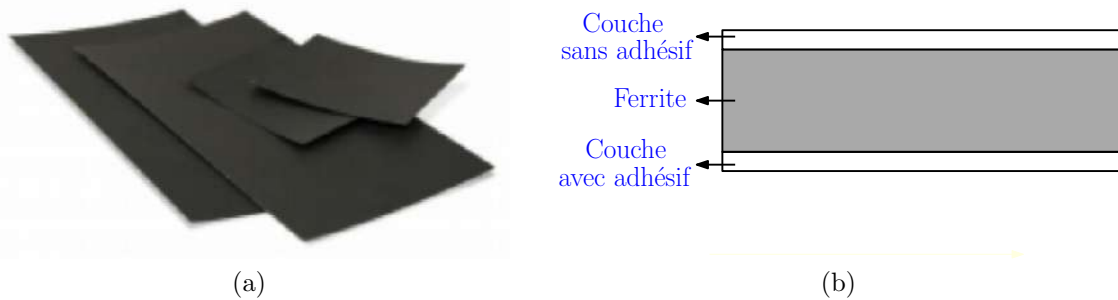 Couche
sans adhésif
Ferrite
Couche
avec adhésif
(a)
(b)